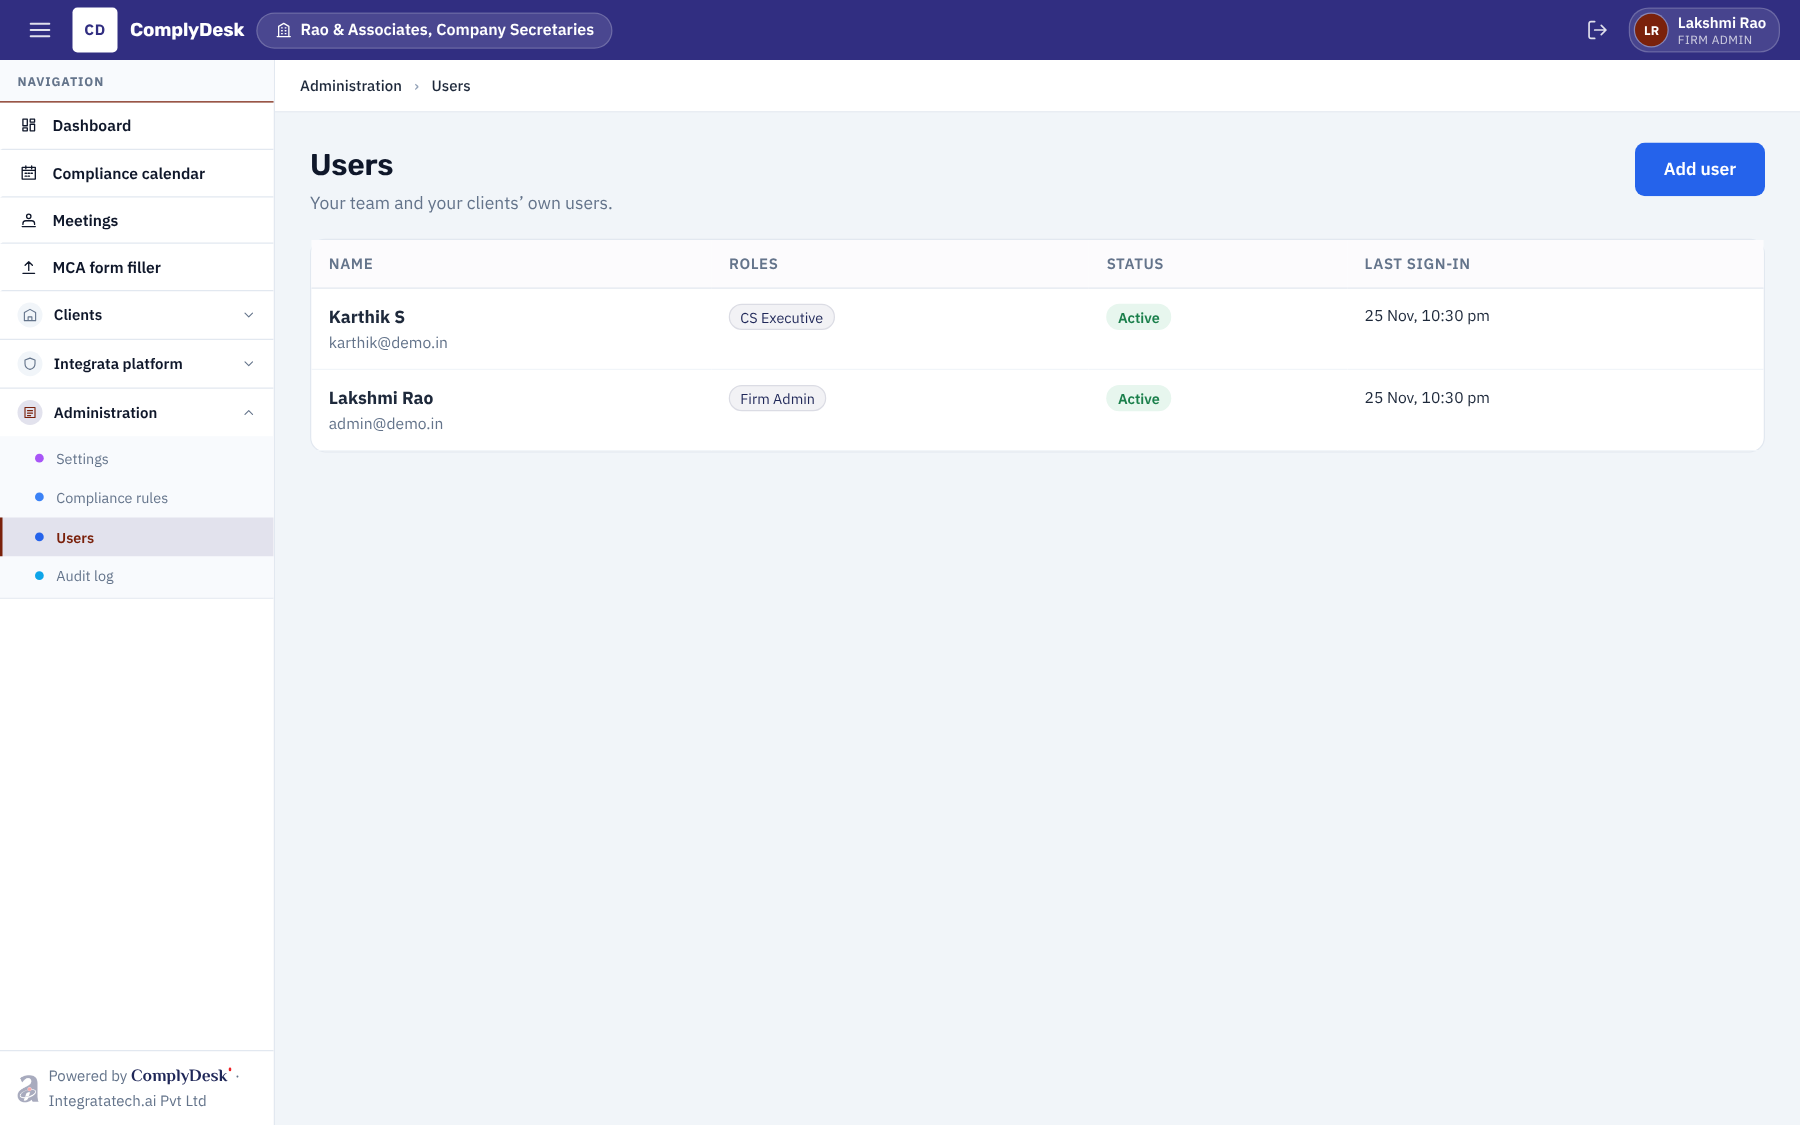 CD
ComplyDesk
Rao & Associates, Company Secretaries
LR
Lakshmi Rao
FIRM ADMIN
NAVIGATION
Dashboard
Compliance calendar
Meetings
MCA form filler
Clients
Integrata platform
Administration
Settings
Compliance rules
Users
Audit log
Powered by ComplyDesk ·
Integratatech.ai Pvt Ltd
Administration › Users
Users
Your team and your clients’ own users.
Add user
NAME ROLES STATUS LAST SIGN-IN
Karthik S CS Executive Active 25 Nov, 10:30 pm
karthik@demo.in
Lakshmi Rao Firm Admin Active 25 Nov, 10:30 pm
admin@demo.in